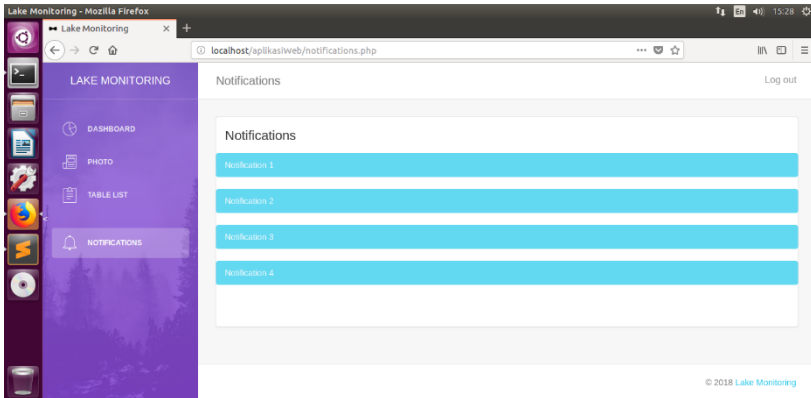 Lake Monitoring - Mozilla Firefox
En
15:28
Lake Monitoring
localhost/aplikasiWeb/notifications.php
LAKE MONITORING
Notifications
Log out
DASHBOARD
PHOTO
TABLE LIST
NOTIFICATIONS
Notifications
Notification 1
Notification 2
Notification 3
Notification 4
© 2018 Lake Monitoring